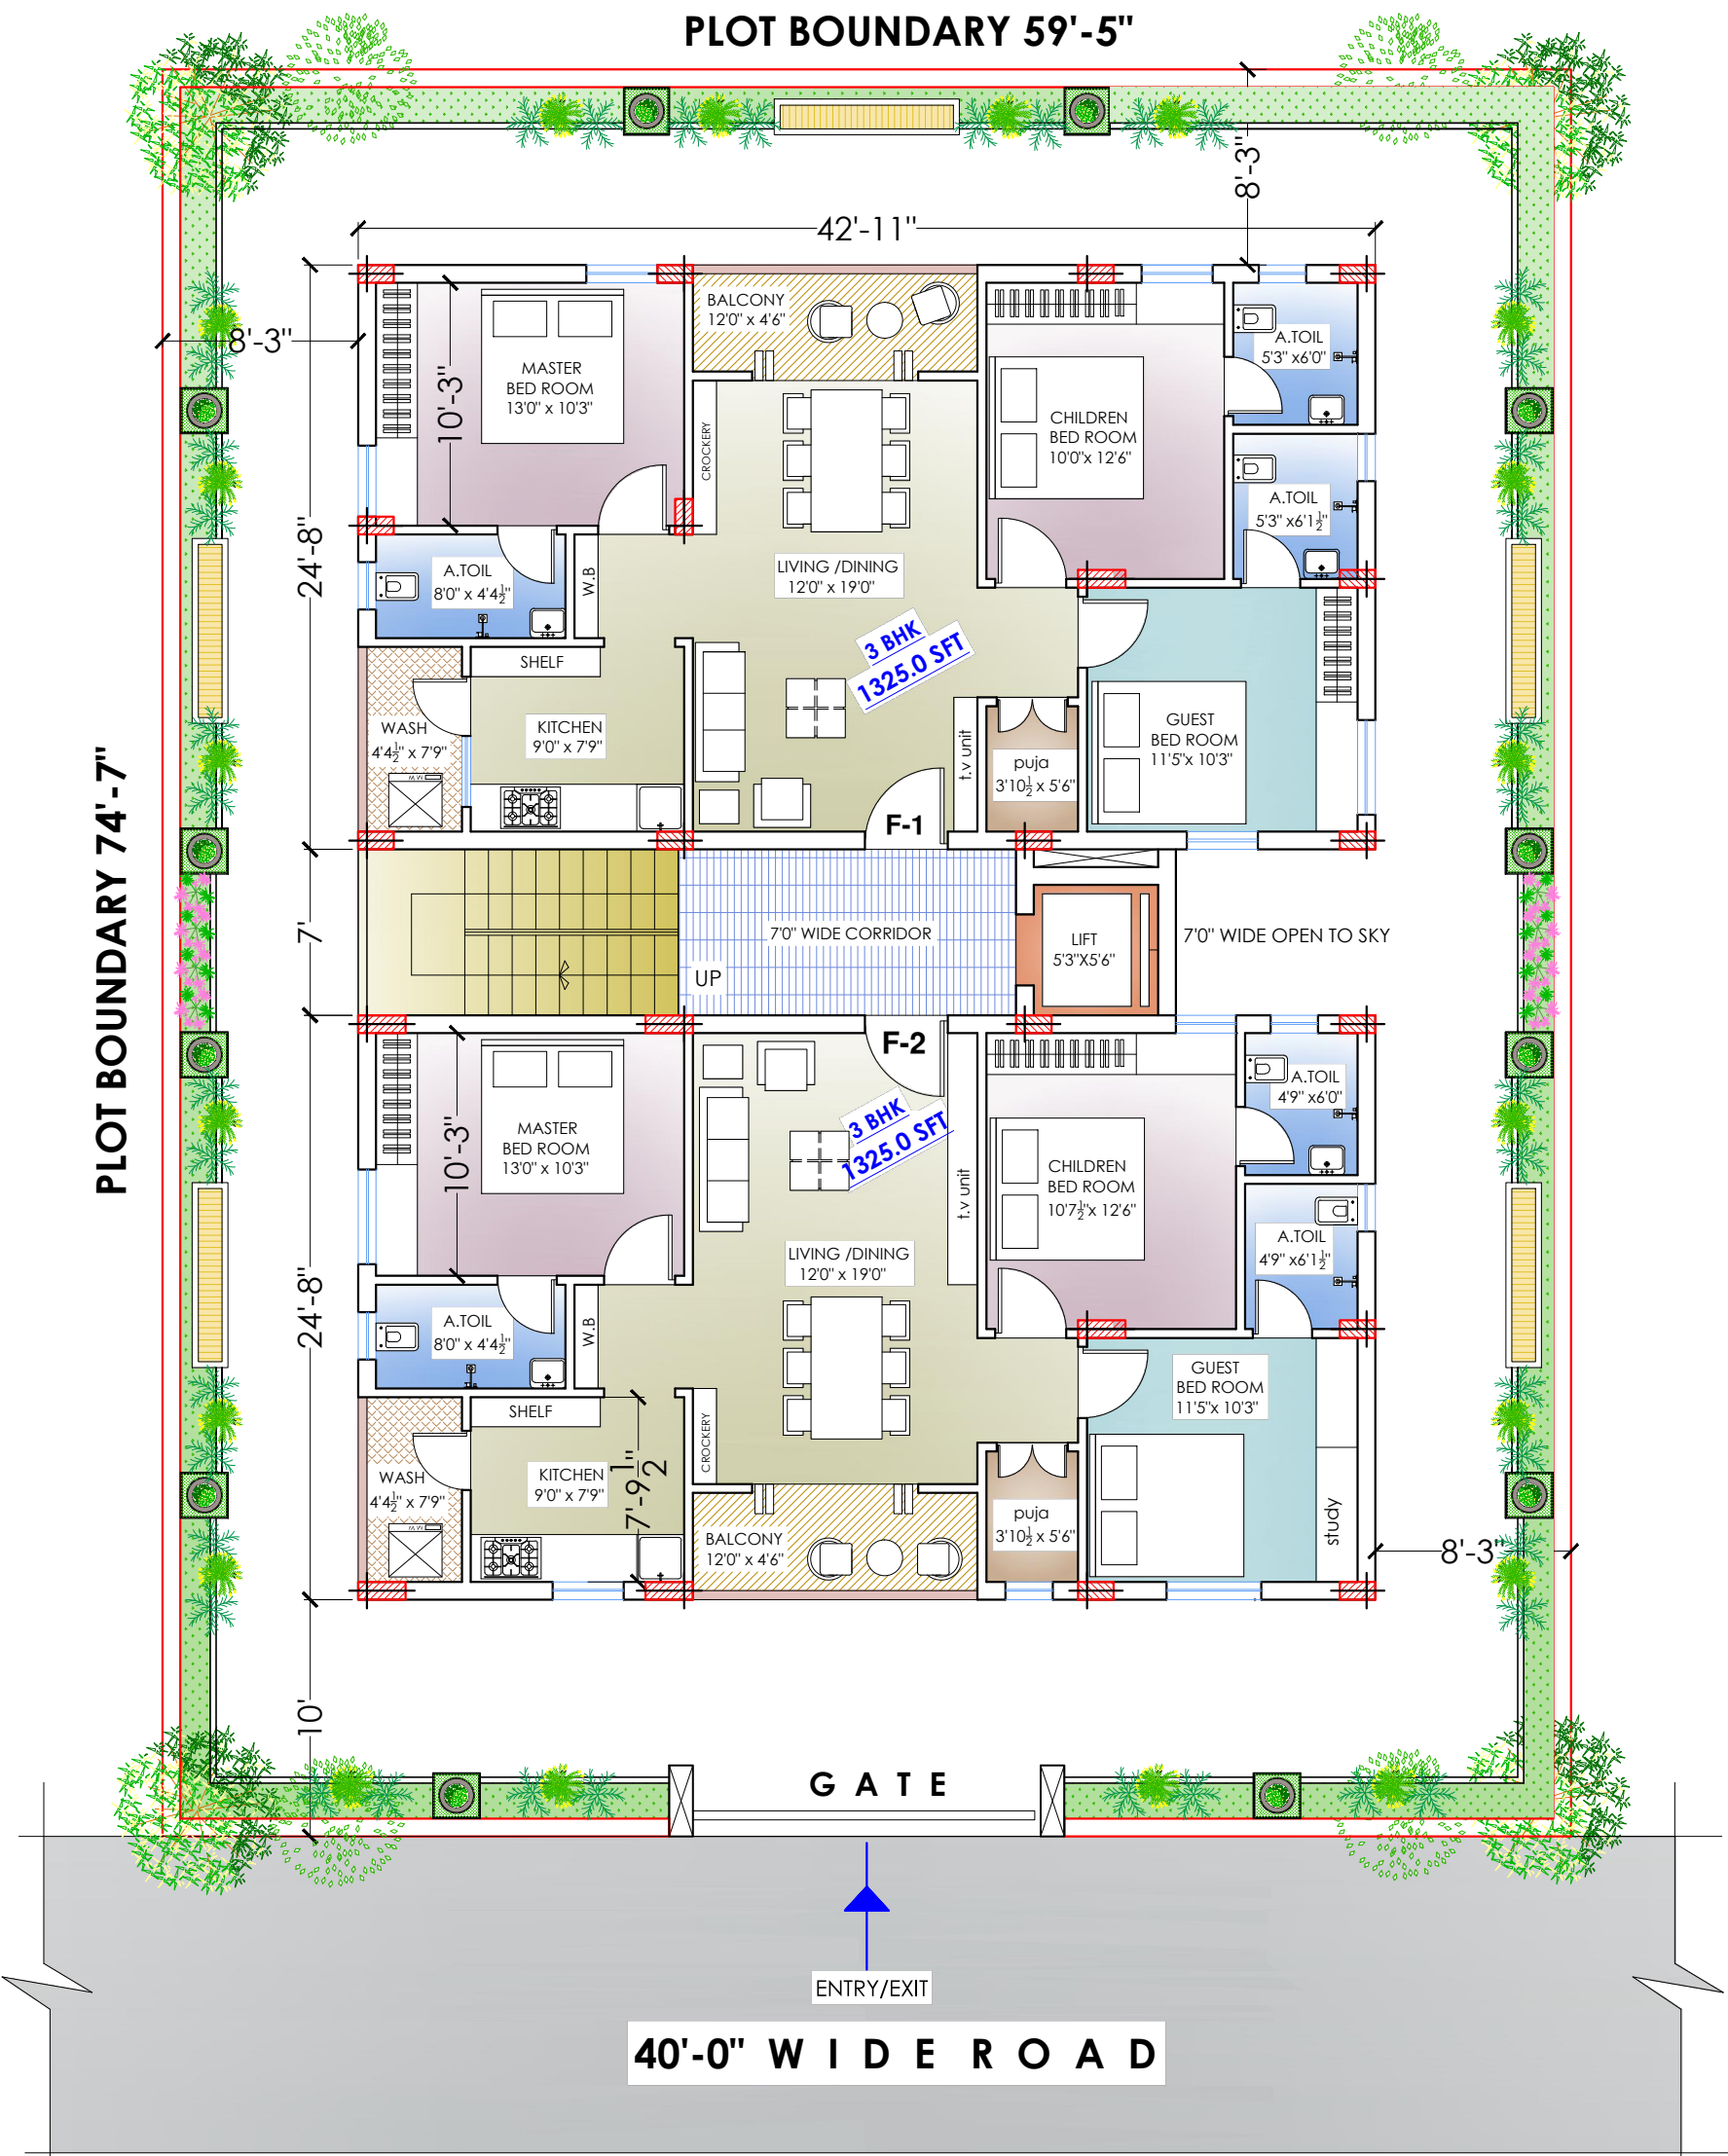 PLOT BOUNDARY 59'-5"
8'-3"
42'-11"
8'-3"
BALCONY
12'0" x 4'6"
MASTER
BED ROOM
13'0" x 10'3"
10'-3"
CROCKERY
CHILDREN
BED ROOM
10'0"x 12'6"
A.TOIL
5'3" x6'0"
A.TOIL
5'3" x6'1½"
24'-8"
A.TOIL
8'0" x 4'4½"
W.B
LIVING /DINING
12'0" x 19'0"
3 BHK
1325.0 SFT
SHELF
WASH
4'4½" x 7'9"
KITCHEN
9'0" x 7'9"
t.v unit
puja
3'10½ x 5'6"
GUEST
BED ROOM
11'5"x 10'3"
F-1
PLOT BOUNDARY 74'-7"
7'
7'0" WIDE CORRIDOR
UP
LIFT
5'3"X5'6"
7'0" WIDE OPEN TO SKY
F-2
3 BHK
1325.0 SFT
MASTER
BED ROOM
13'0" x 10'3"
10'-3"
t.v unit
CHILDREN
BED ROOM
10'7½"x 12'6"
A.TOIL
4'9" x6'0"
A.TOIL
4'9" x6'1½"
24'-8"
A.TOIL
8'0" x 4'4½"
W.B
LIVING /DINING
12'0" x 19'0"
GUEST
BED ROOM
11'5"x 10'3"
SHELF
CROCKERY
WASH
4'4½" x 7'9"
KITCHEN
9'0" x 7'9"
7'-9½"
BALCONY
12'0" x 4'6"
puja
3'10½ x 5'6"
study
8'-3"
10'
GATE
ENTRY/EXIT
40'-0" WIDE ROAD